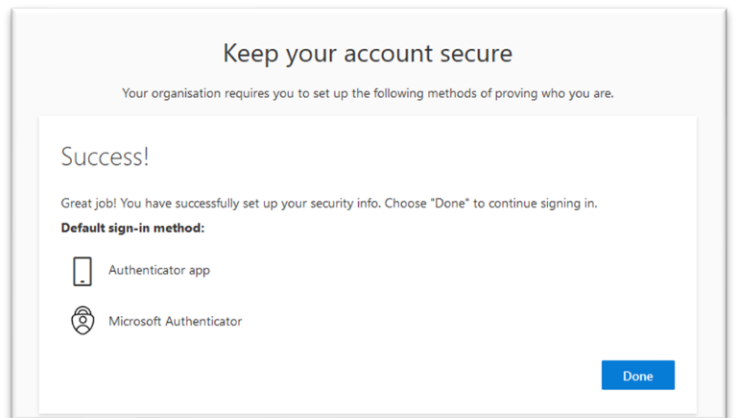 Keep your account secure
Your organisation requires you to set up the following methods of proving who you are.
Success!
Great job! You have successfully set up your security info. Choose "Done" to continue signing in.
Default sign-in method:
Authenticator app
Microsoft Authenticator
Done